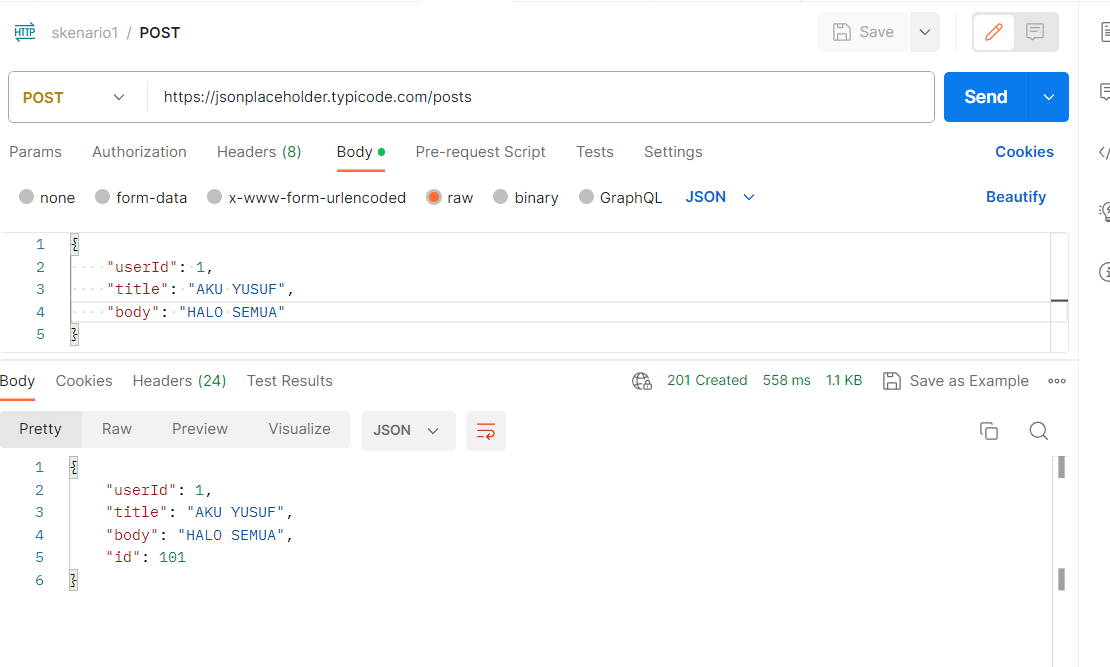 HTTP skenario1 / POST Save
POST https://jsonplaceholder.typicode.com/posts Send
Params Authorization Headers (8) Body Pre-request Script Tests Settings Cookies
none form-data x-www-form-urlencoded raw binary GraphQL JSON Beautify
1 {
2 "userId": 1,
3 "title": "AKU YUSUF",
4 "body": "HALO SEMUA"
5 }
Body Cookies Headers (24) Test Results 201 Created 558 ms 1.1 KB Save as Example
Pretty Raw Preview Visualize JSON
1 {
2 "userId": 1,
3 "title": "AKU YUSUF",
4 "body": "HALO SEMUA",
5 "id": 101
6 }